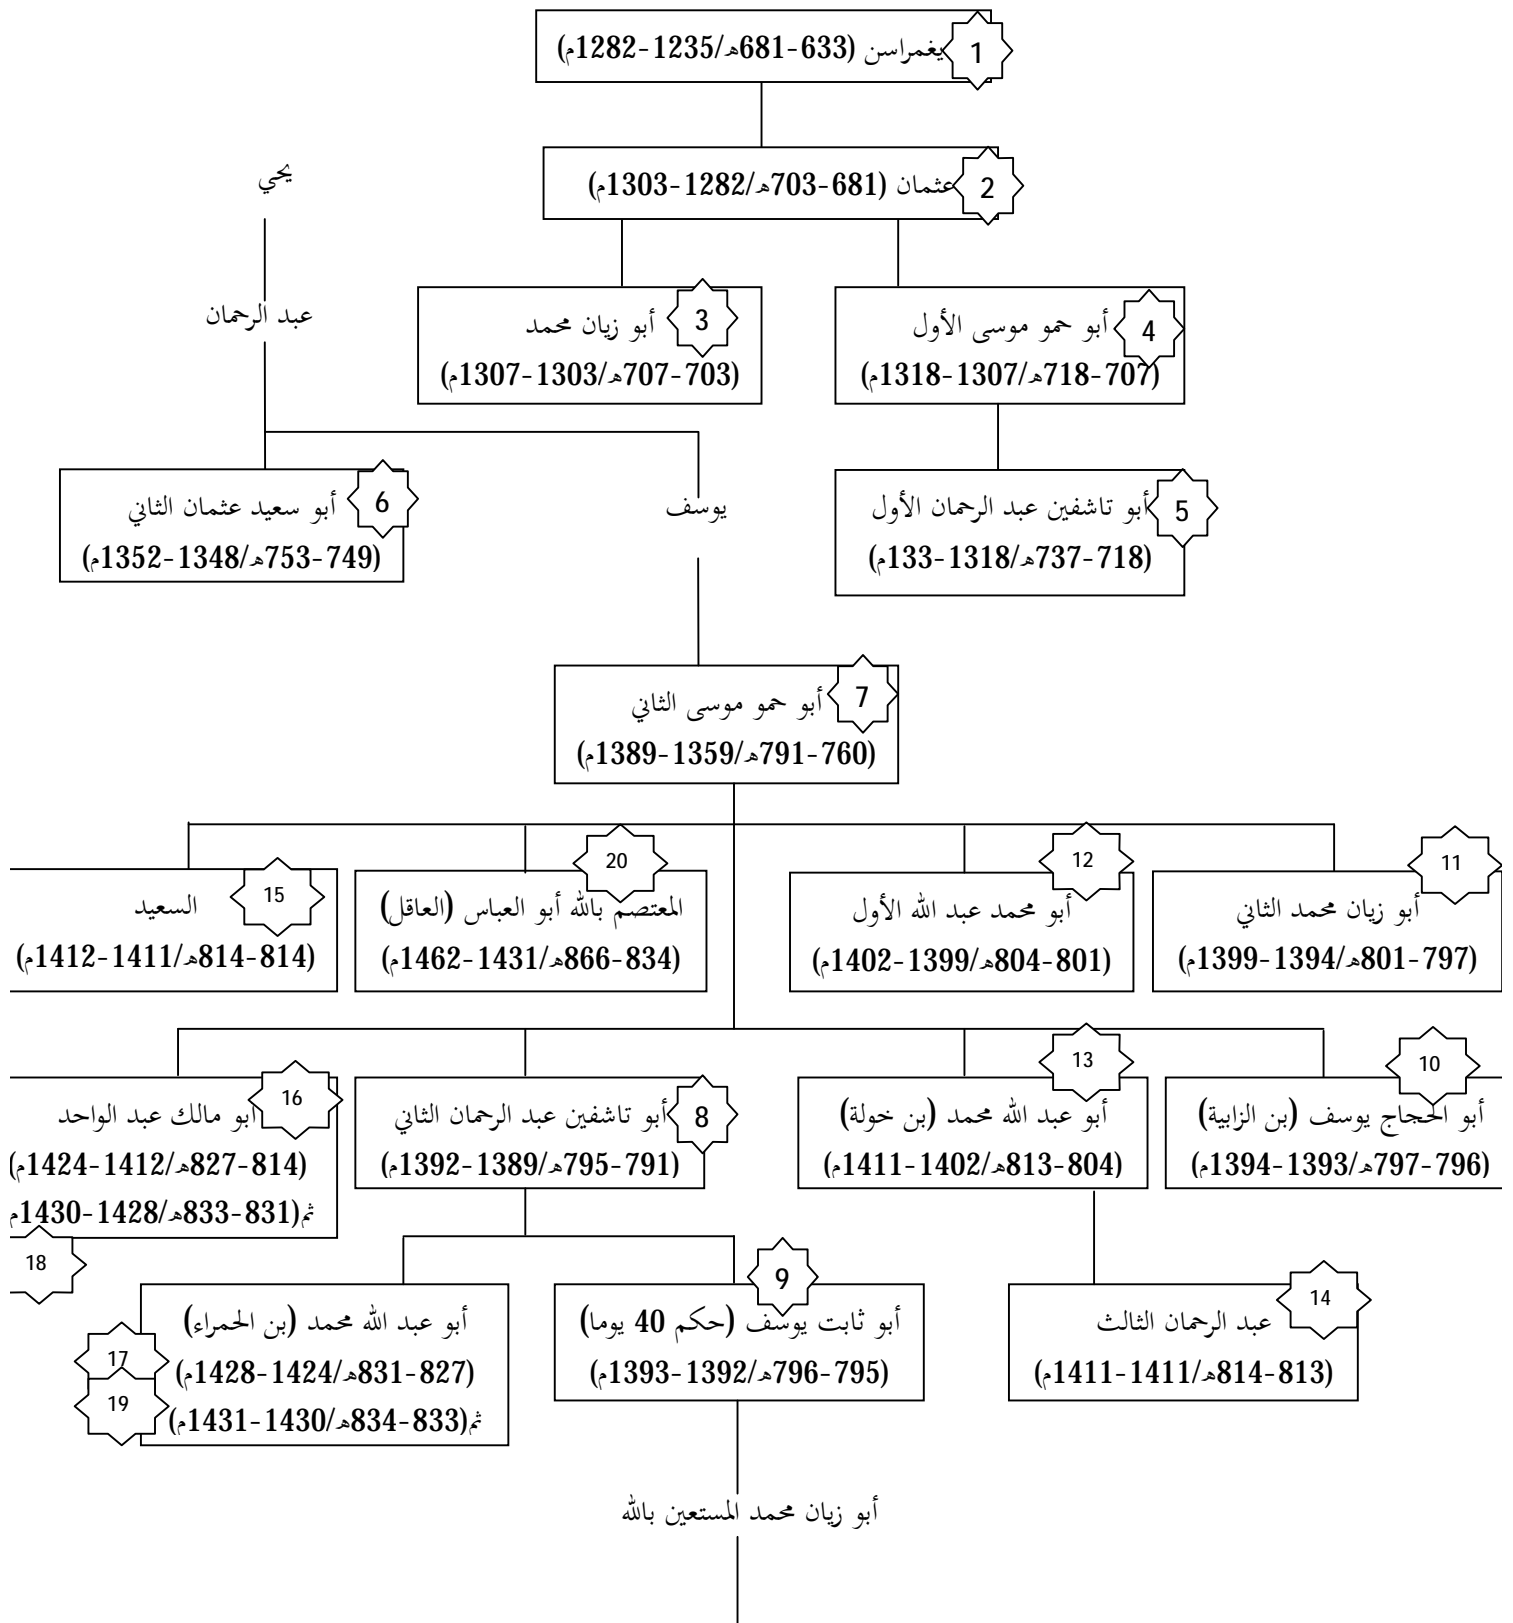 1
يغمراسن (633-681هـ/1235-1282م)
2
عثمان (681-703هـ/1282-1303م)
يحي
عبد الرحمان
4
أبو حمو موسى الأول
(707-718هـ/1307-1318م)
3
أبو زيان محمد
(703-707هـ/1303-1307م)
5
أبو تاشفين عبد الرحمان الأول
(718-737هـ/1318-133م)
يوسف
6
أبو سعيد عثمان الثاني
(749-753هـ/1348-1352م)
7
أبو حمو موسى الثاني
(760-791هـ/1359-1389م)
11
أبو زيان محمد الثاني
(797-801هـ/1394-1399م)
12
أبو محمد عبد الله الأول
(801-804هـ/1399-1402م)
20
المعتصم بالله أبو العباس (العاقل)
(834-866هـ/1431-1462م)
15
السعيد
(814-814هـ/1411-1412م)
10
أبو الحجاج يوسف (بن الزابية)
(796-797هـ/1393-1394م)
13
أبو عبد الله محمد (بن خولة)
(804-813هـ/1402-1411م)
8
أبو تاشفين عبد الرحمان الثاني
(791-795هـ/1389-1392م)
16
أبو مالك عبد الواحد
(814-827هـ/1412-1424م)
ثم(831-833هـ/1428-1430م
18
14
عبد الرحمان الثالث
(813-814هـ/1411-1411م)
9
أبو ثابت يوسف (حكم 40 يوما)
(795-796هـ/1392-1393م)
أبو عبد الله محمد (بن الحمراء)
17
(827-831هـ/1424-1428م)
19
ثم(833-834هـ/1430-1431م)
أبو زيان محمد المستعين بالله